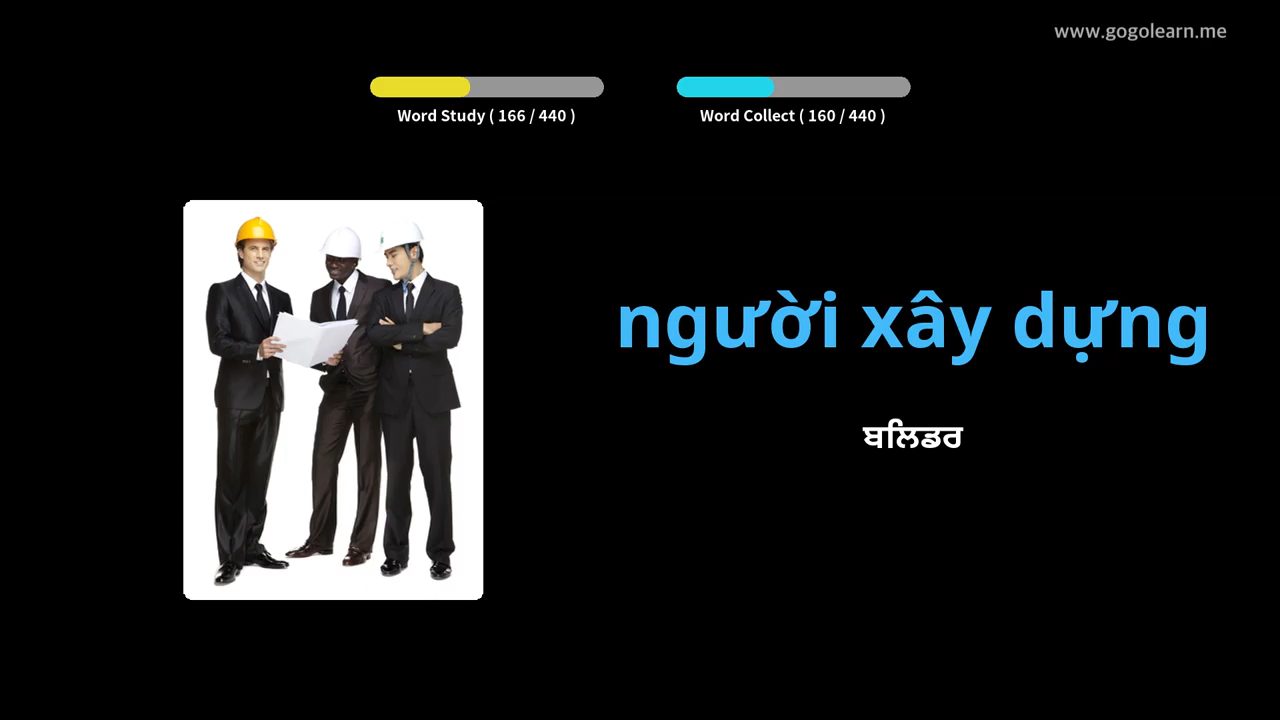 www.gogolearn.me
Word Study ( 166 / 440 )
Word Collect ( 160 / 440 )
người xây dựng
ਬਲਿਡਰ